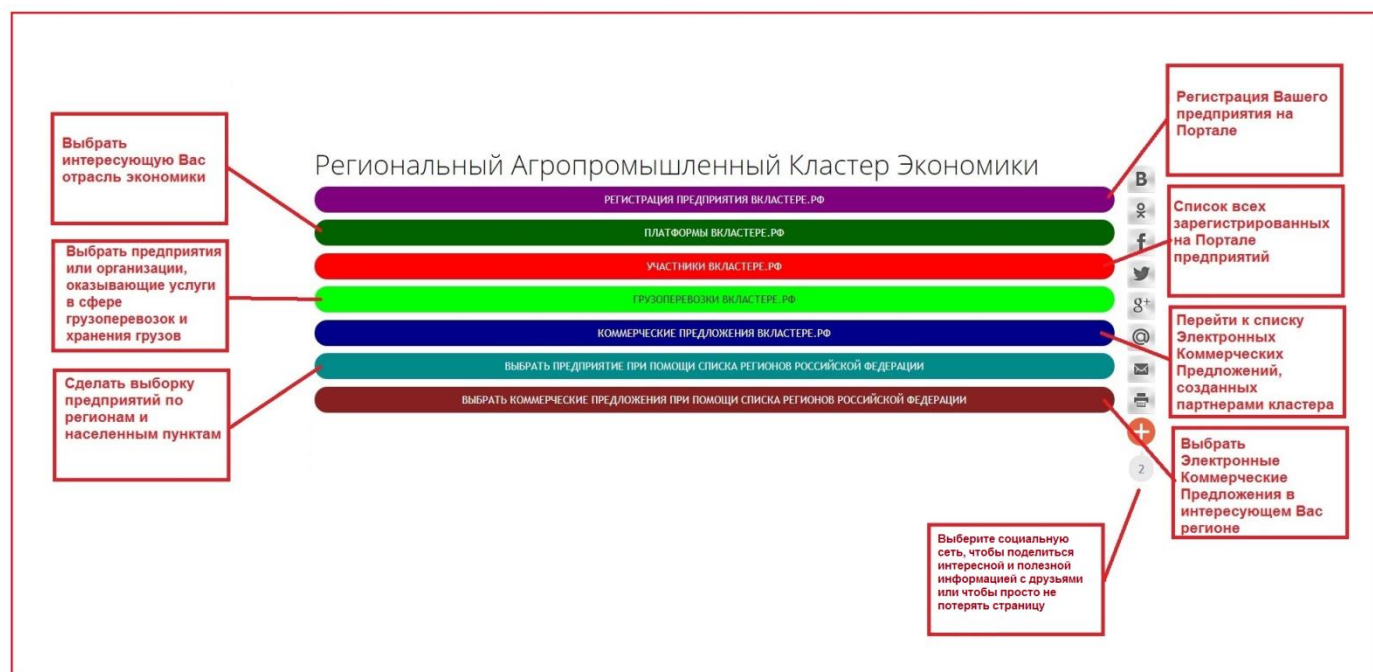 Выбрать
интересующую Вас
отрасль экономики
Выбрать предприятия
или организации,
оказывающие услуги
в сфере
грузоперевозок и
хранения грузов
Сделать выборку
предприятий по
регионам и
населенным пунктам
Региональный Агропромышленный Кластер Экономики
РЕГИСТРАЦИЯ ПРЕДПРИЯТИЯ ВКЛАСТЕРЕ.РФ
ПЛАТФОРМЫ ВКЛАСТЕРЕ.РФ
УЧАСТНИКИ ВКЛАСТЕРЕ.РФ
ГРУЗОПЕРЕВОЗКИ ВКЛАСТЕРЕ.РФ
КОММЕРЧЕСКИЕ ПРЕДЛОЖЕНИЯ ВКЛАСТЕРЕ.РФ
ВЫБРАТЬ ПРЕДПРИЯТИЕ ПРИ ПОМОЩИ СПИСКА РЕГИОНОВ РОССИЙСКОЙ ФЕДЕРАЦИИ
ВЫБРАТЬ КОММЕРЧЕСКИЕ ПРЕДЛОЖЕНИЯ ПРИ ПОМОЩИ СПИСКА РЕГИОНОВ РОССИЙСКОЙ ФЕДЕРАЦИИ
B
f
g+
@
2
Регистрация Вашего
предприятия на
Портале
Список всех
зарегистрированных
на Портале
предприятий
Перейти к списку
Электронных
Коммерческих
Предложений,
созданных
партнерами кластера
Выбрать
Электронные
Коммерческие
Предложения в
интересующем Вас
регионе
Выберите социальную
сеть, чтобы поделиться
интересной и полезной
информацией с друзьями
или чтобы просто не
потерять страницу